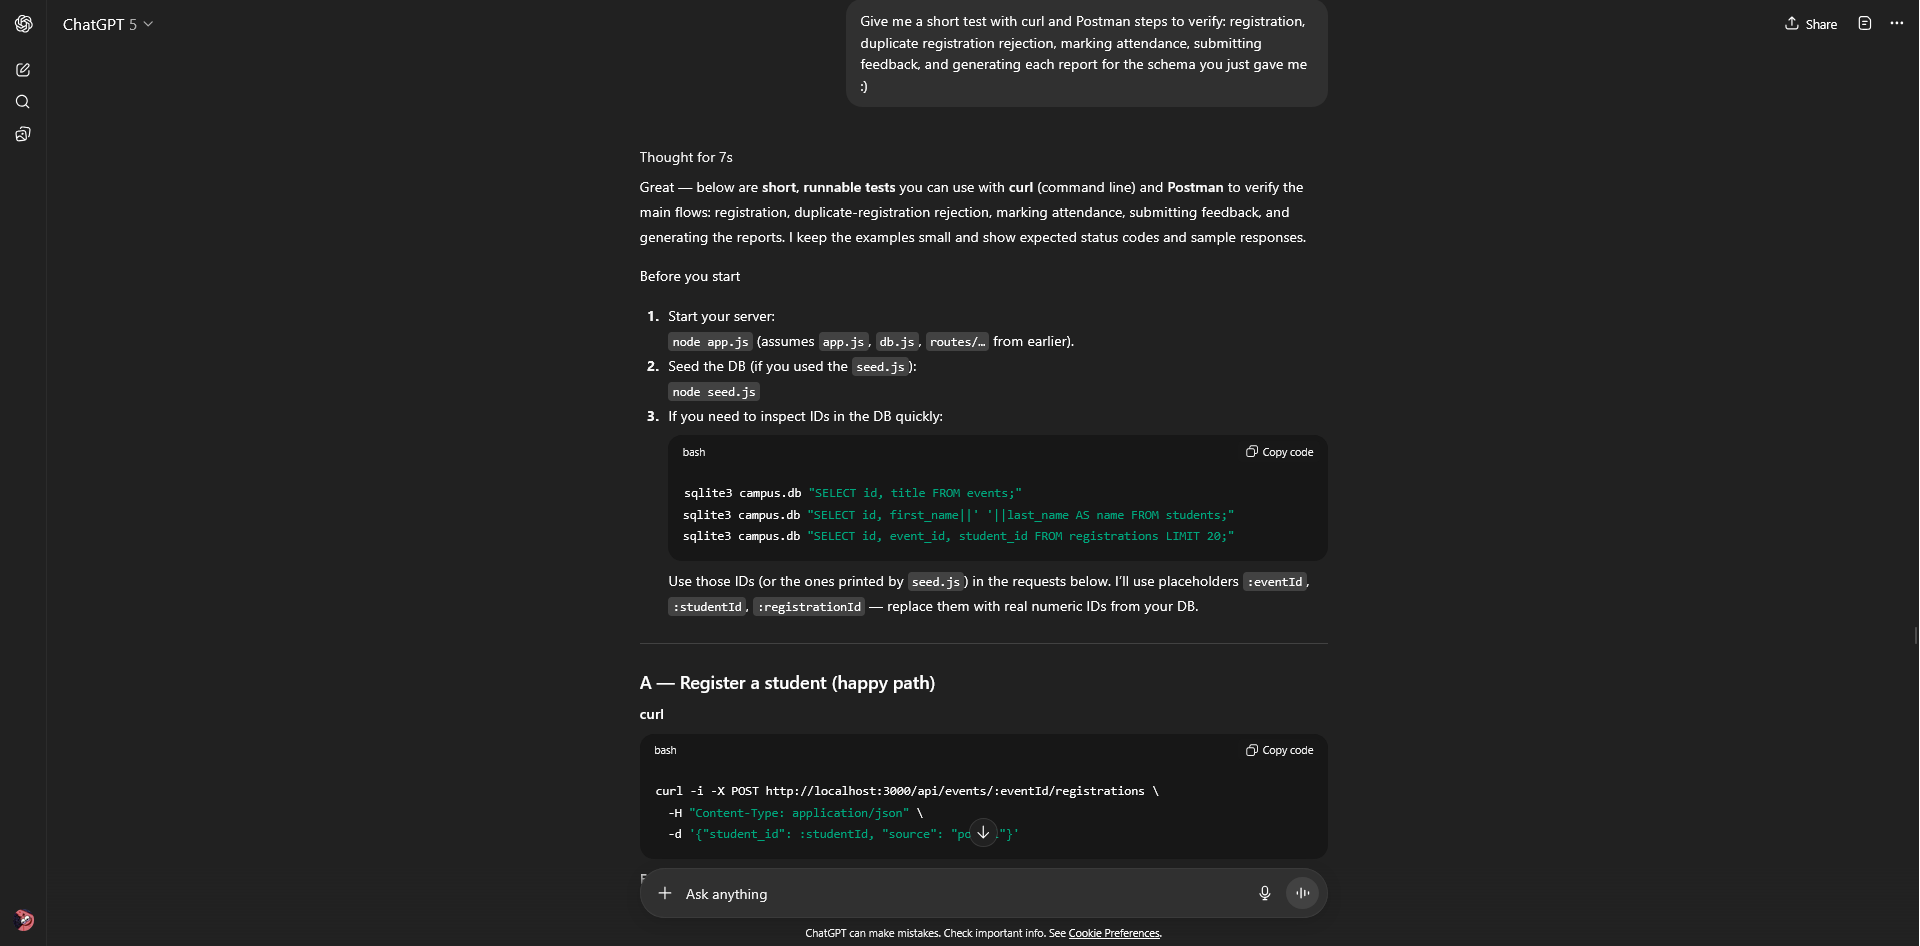 ChatGPT 5
Share
Give me a short test with curl and Postman steps to verify: registration,
duplicate registration rejection, marking attendance, submitting
feedback, and generating each report for the schema you just gave me
:)
Thought for 7s
Great — below are short, runnable tests you can use with curl (command line) and Postman to verify the
main flows: registration, duplicate-registration rejection, marking attendance, submitting feedback, and
generating the reports. I keep the examples small and show expected status codes and sample responses.
Before you start
1. Start your server:
node app.js (assumes app.js, db.js, routes/… from earlier).
2. Seed the DB (if you used the seed.js):
node seed.js
3. If you need to inspect IDs in the DB quickly:
bash
Copy code
sqlite3 campus.db "SELECT id, title FROM events;"
sqlite3 campus.db "SELECT id, first_name||' '||last_name AS name FROM students;"
sqlite3 campus.db "SELECT id, event_id, student_id FROM registrations LIMIT 20;"
Use those IDs (or the ones printed by seed.js) in the requests below. I’ll use placeholders :eventId,
:studentId, :registrationId — replace them with real numeric IDs from your DB.
A — Register a student (happy path)
curl
bash
Copy code
curl -i -X POST http://localhost:3000/api/events/:eventId/registrations \
-H "Content-Type: application/json" \
-d '{"student_id": :studentId, "source": "}'
Ask anything
ChatGPT can make mistakes. Check important info. See Cookie Preferences.